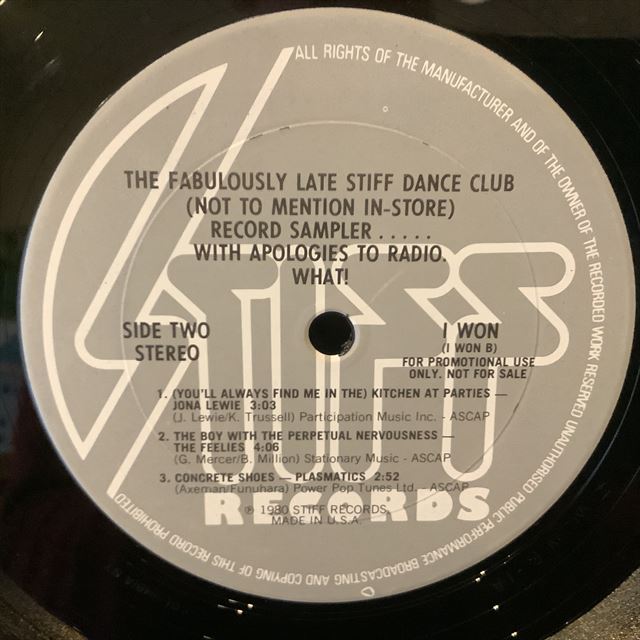 ALL RIGHTS OF THE MANUFACTURER AND OF THE OWNER OF THE RECORDED WORK RESERVED UNAUTHORISED PUBLIC PERFORMANCE BROADCASTING AND COPYING OF THIS RECORD PROHIBITED
THE FABULOUSLY LATE STIFF DANCE CLUB
(NOT TO MENTION IN-STORE)
RECORD SAMPLER . . . . .
WITH APOLOGIES TO RADIO.
WHAT!
STIFF
SIDE TWO
STEREO
I WON
(I WON B)
FOR PROMOTIONAL USE
ONLY. NOT FOR SALE
1. (YOU'LL ALWAYS FIND ME IN THE) KITCHEN AT PARTIES —
JONA LEWIE 3:03
(J. Lewie/K. Trussell) Participation Music Inc. - ASCAP
2. THE BOY WITH THE PERPETUAL NERVOUSNESS —
THE FEELIES 4:06
(G. Mercer/B. Million) Stationary Music - ASCAP
3. CONCRETE SHOES — PLASMATICS 2:52
(Axeman/Funuhara) Power Pop Tunes Ltd. - ASCAP
RECORDS
℗ 1980 STIFF RECORDS,
MADE IN U.S.A.